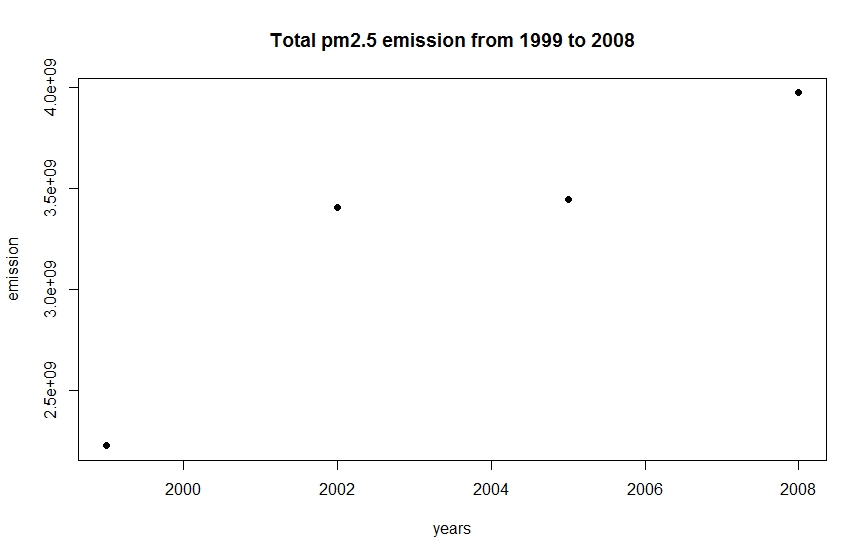 Total pm2.5 emission from 1999 to 2008
4.0e+09
3.5e+09
3.0e+09
2.5e+09
emission
2000 2002 2004 2006 2008
years